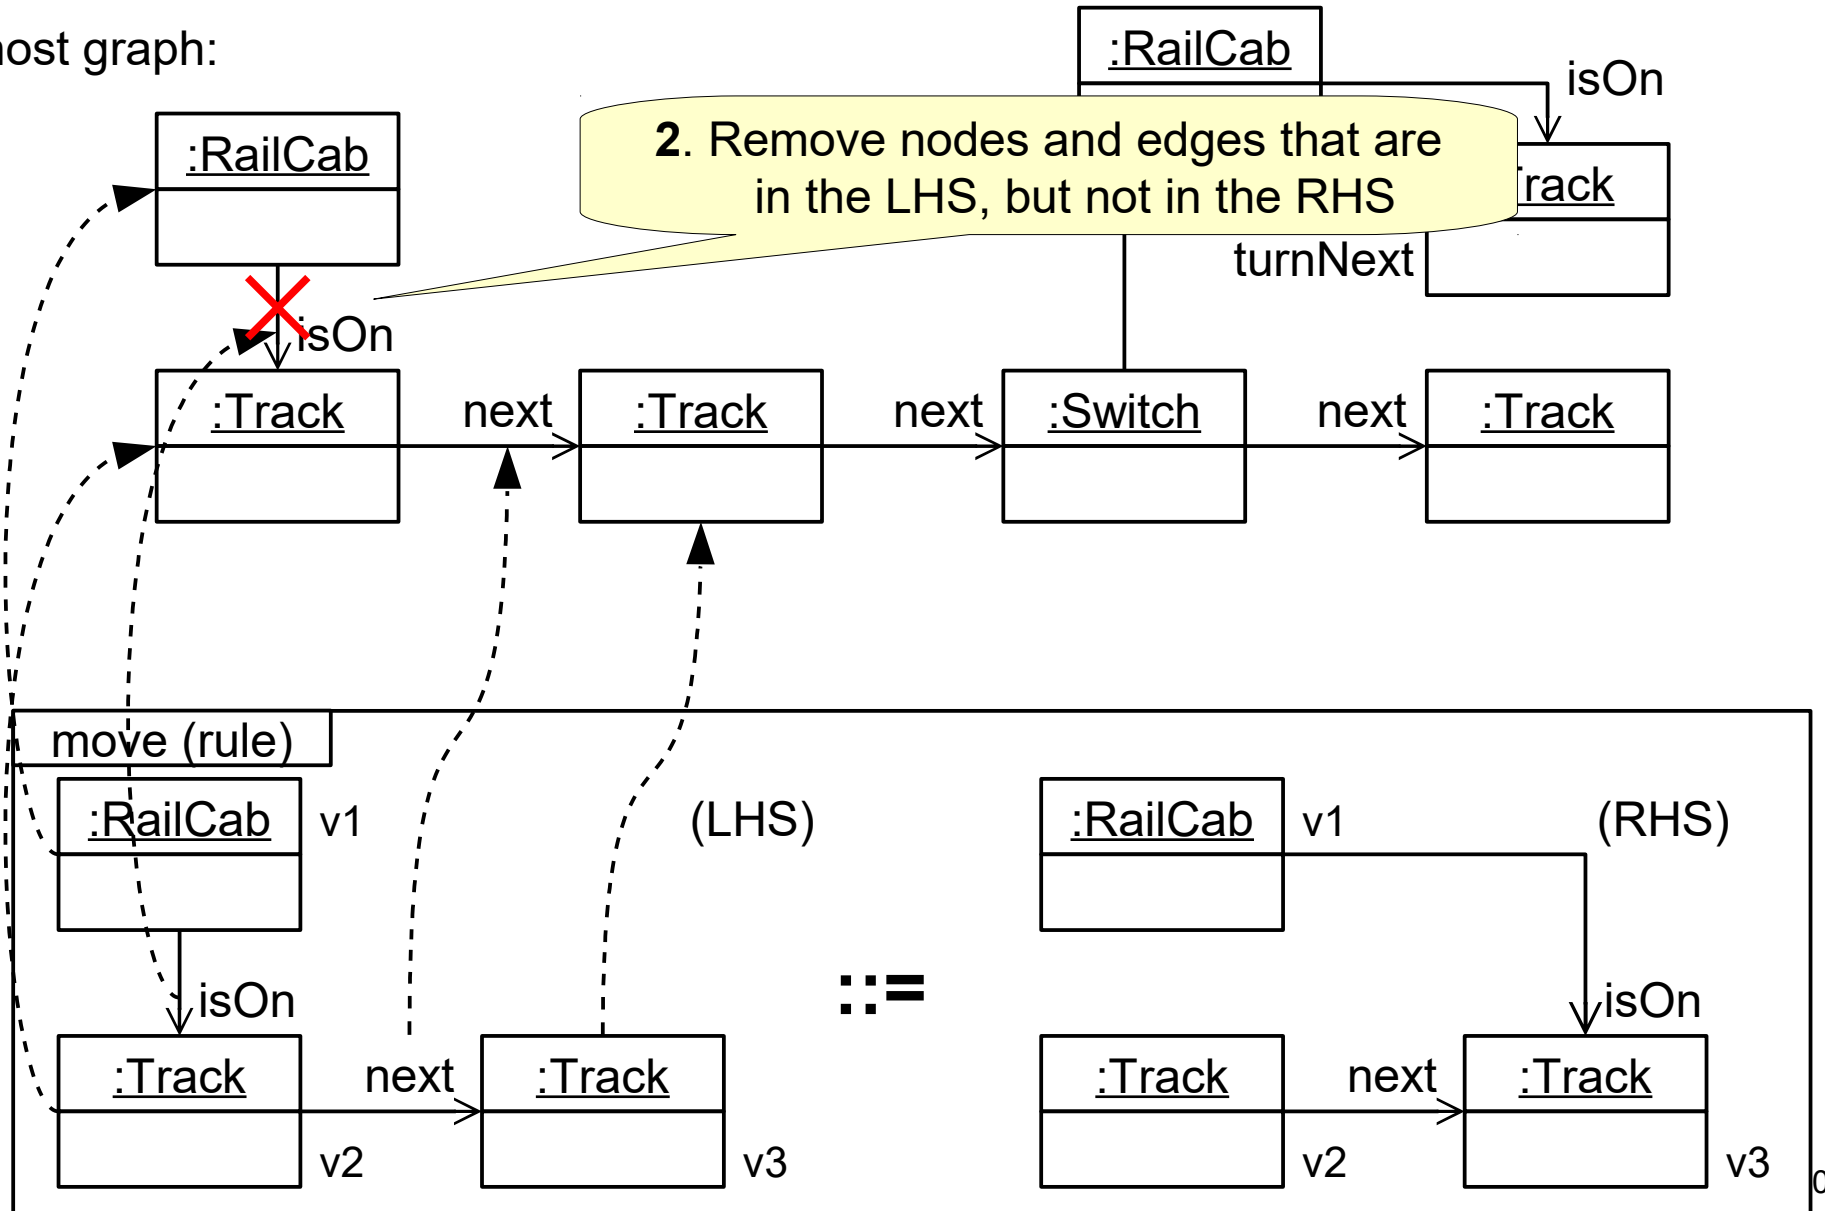 graph:
:RailCab
isOn
:RailCab
2. Remove nodes and edges that are
in the LHS, but not in the RHS
turnNext
isOn
:Track
next
:Track
next
:Switch
next
:Track
move (rule)
:RailCab
v1
(LHS)
:RailCab
v1
(RHS)
isOn
::=
isOn
:Track
next
:Track
:Track
next
:Track
v2
v3
v2
v3